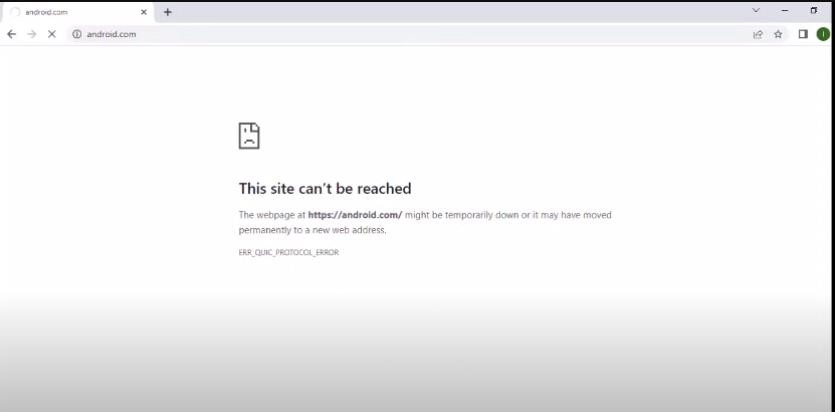 android.com
android.com
This site can't be reached
The webpage at https://android.com/ might be temporarily down or it may have moved
permanently to a new web address.
ERR_QUIC_PROTOCOL_ERROR